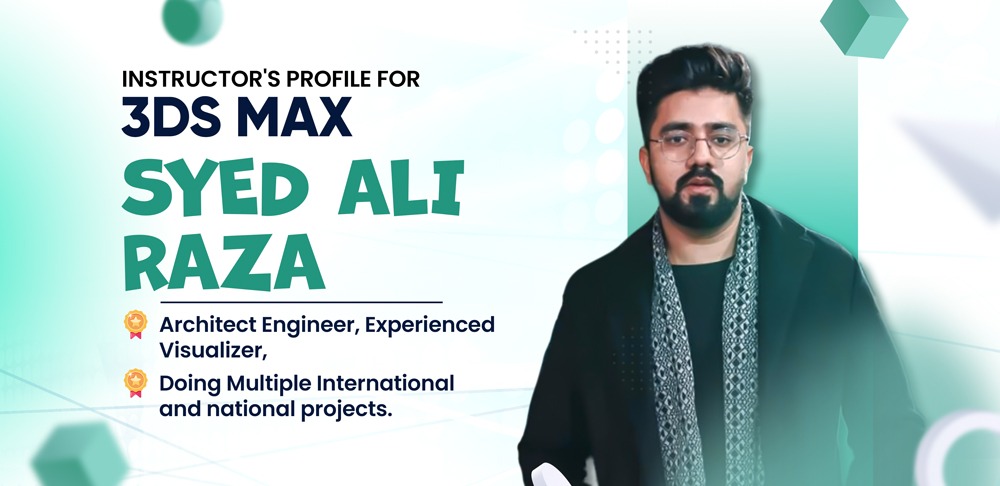 INSTRUCTOR'S PROFILE FOR
3DS MAX
SYED ALI
RAZA
Architect Engineer, Experienced
Visualizer,
Doing Multiple International
and national projects.